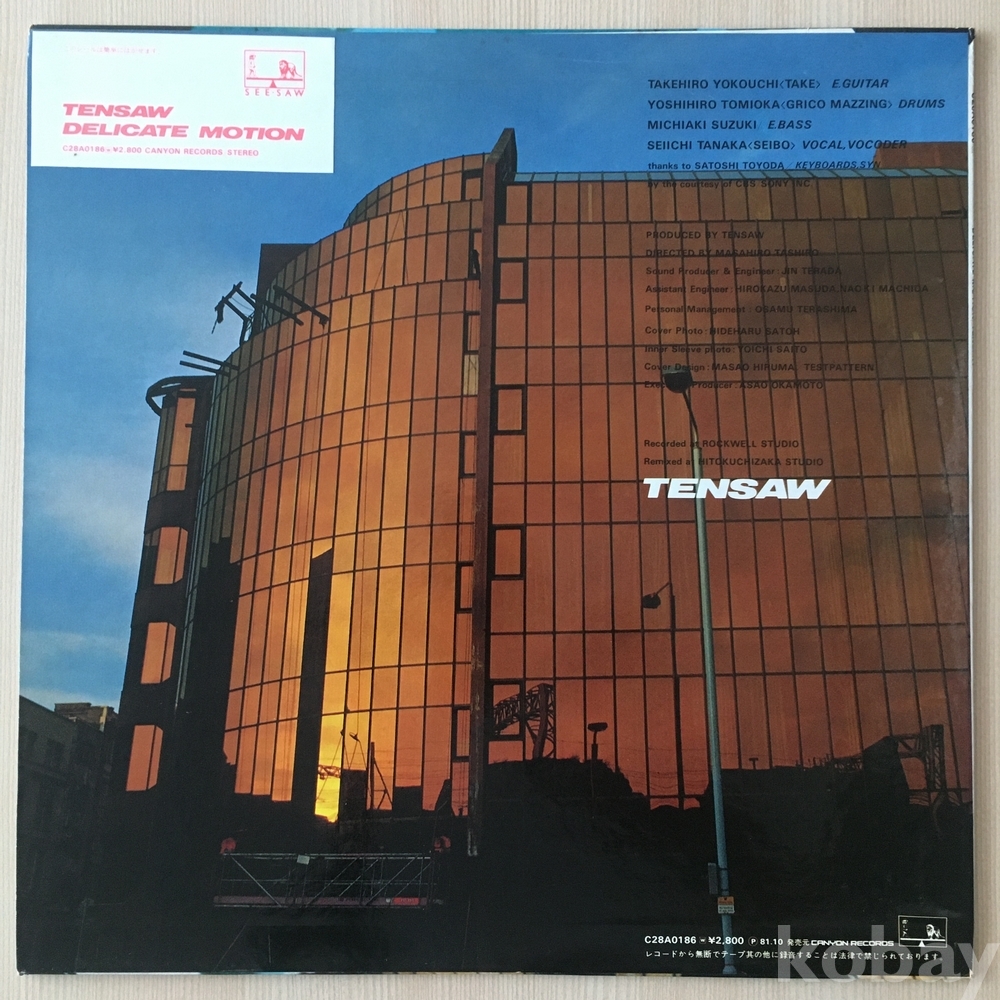 SEE·SAW
TENSAW
DELICATE MOTION
C28A0186 ¥2,800 CANYON RECORDS, STEREO
TAKEHIRO YOKOUCHI〈TAKE〉 E.GUITAR
YOSHIHIRO TOMIOKA〈GRICO MAZZING〉 DRUMS
MICHIAKI SUZUKI / E.BASS
SEIICHI TANAKA〈SEIBO〉 VOCAL, VOCODER
thanks to SATOSHI TOYODA / KEYBOARDS, SYN
by the courtesy of CBS/SONY INC.
PRODUCED BY TENSAW
DIRECTED BY MASAHIRO TASHIRO
Sound Producer & Engineer : JIN TERADA
Assistant Engineer : HIROKAZU MASUDA, NAOKI MACHIDA
Personal Management : OSAMU TERASHIMA
Cover Photo : HIDEHARU SATOH
Inner Sleeve photo : YOICHI SAITO
Cover Design : MASAO HIRUMA TESTPATTERN
Executive Producer : ASAO OKAMOTO
Recorded at ROCKWELL STUDIO
Remixed at HITOKUCHIZAKA STUDIO
TENSAW
C28A0186 ¥2,800 Ⓟ 81.10 発売元 CANYON RECORDS
レコードから無断でテープ其の他に録音することは法律で禁じられております。
kobay